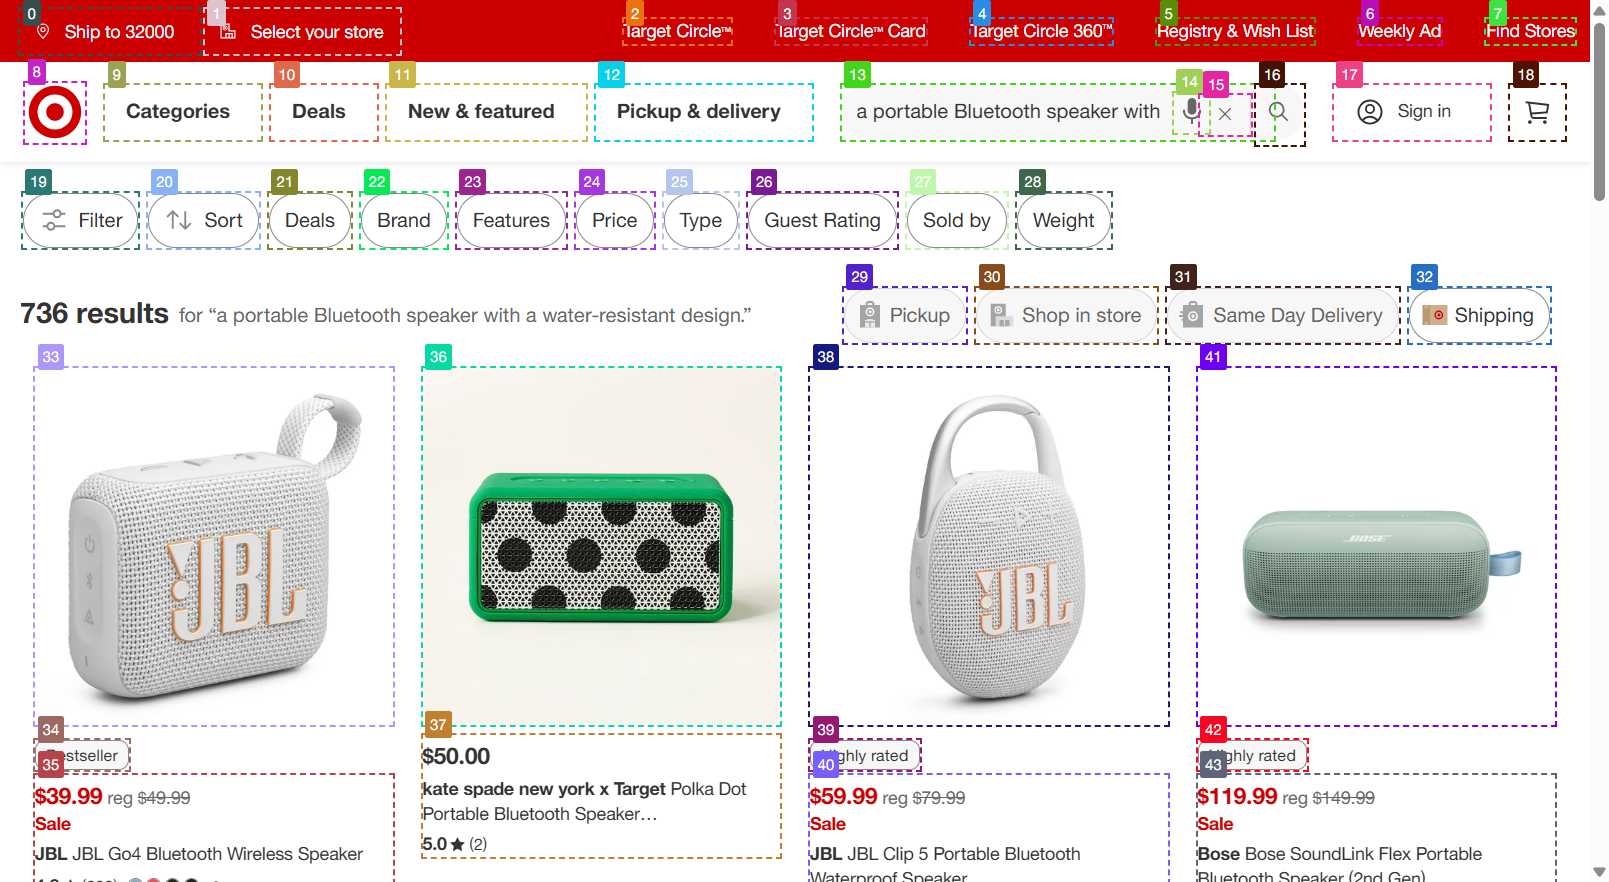 0
1
2
3
4
5
6
7
Ship to 32000
Select your store
Target Circle™
Target Circle™ Card
Target Circle 360™
Registry & Wish List
Weekly Ad
Find Stores
8
9
10
11
12
13
14
15
16
17
18
Categories
Deals
New & featured
Pickup & delivery
a portable Bluetooth speaker with
Sign in
19
20
21
22
23
24
25
26
27
28
Filter
Sort
Deals
Brand
Features
Price
Type
Guest Rating
Sold by
Weight
29
30
31
32
736 results for “a portable Bluetooth speaker with a water-resistant design.”
Pickup
Shop in store
Same Day Delivery
Shipping
33
36
38
41
JBL
JBL
BOSE
34
Bestseller
35
$39.99 reg $49.99
Sale
JBL JBL Go4 Bluetooth Wireless Speaker
37
$50.00
kate spade new york x Target Polka Dot
Portable Bluetooth Speaker…
5.0 (2)
39
Highly rated
40
$59.99 reg $79.99
Sale
JBL JBL Clip 5 Portable Bluetooth
Waterproof Speaker
42
Highly rated
43
$119.99 reg $149.99
Sale
Bose Bose SoundLink Flex Portable
Bluetooth Speaker (2nd Gen)